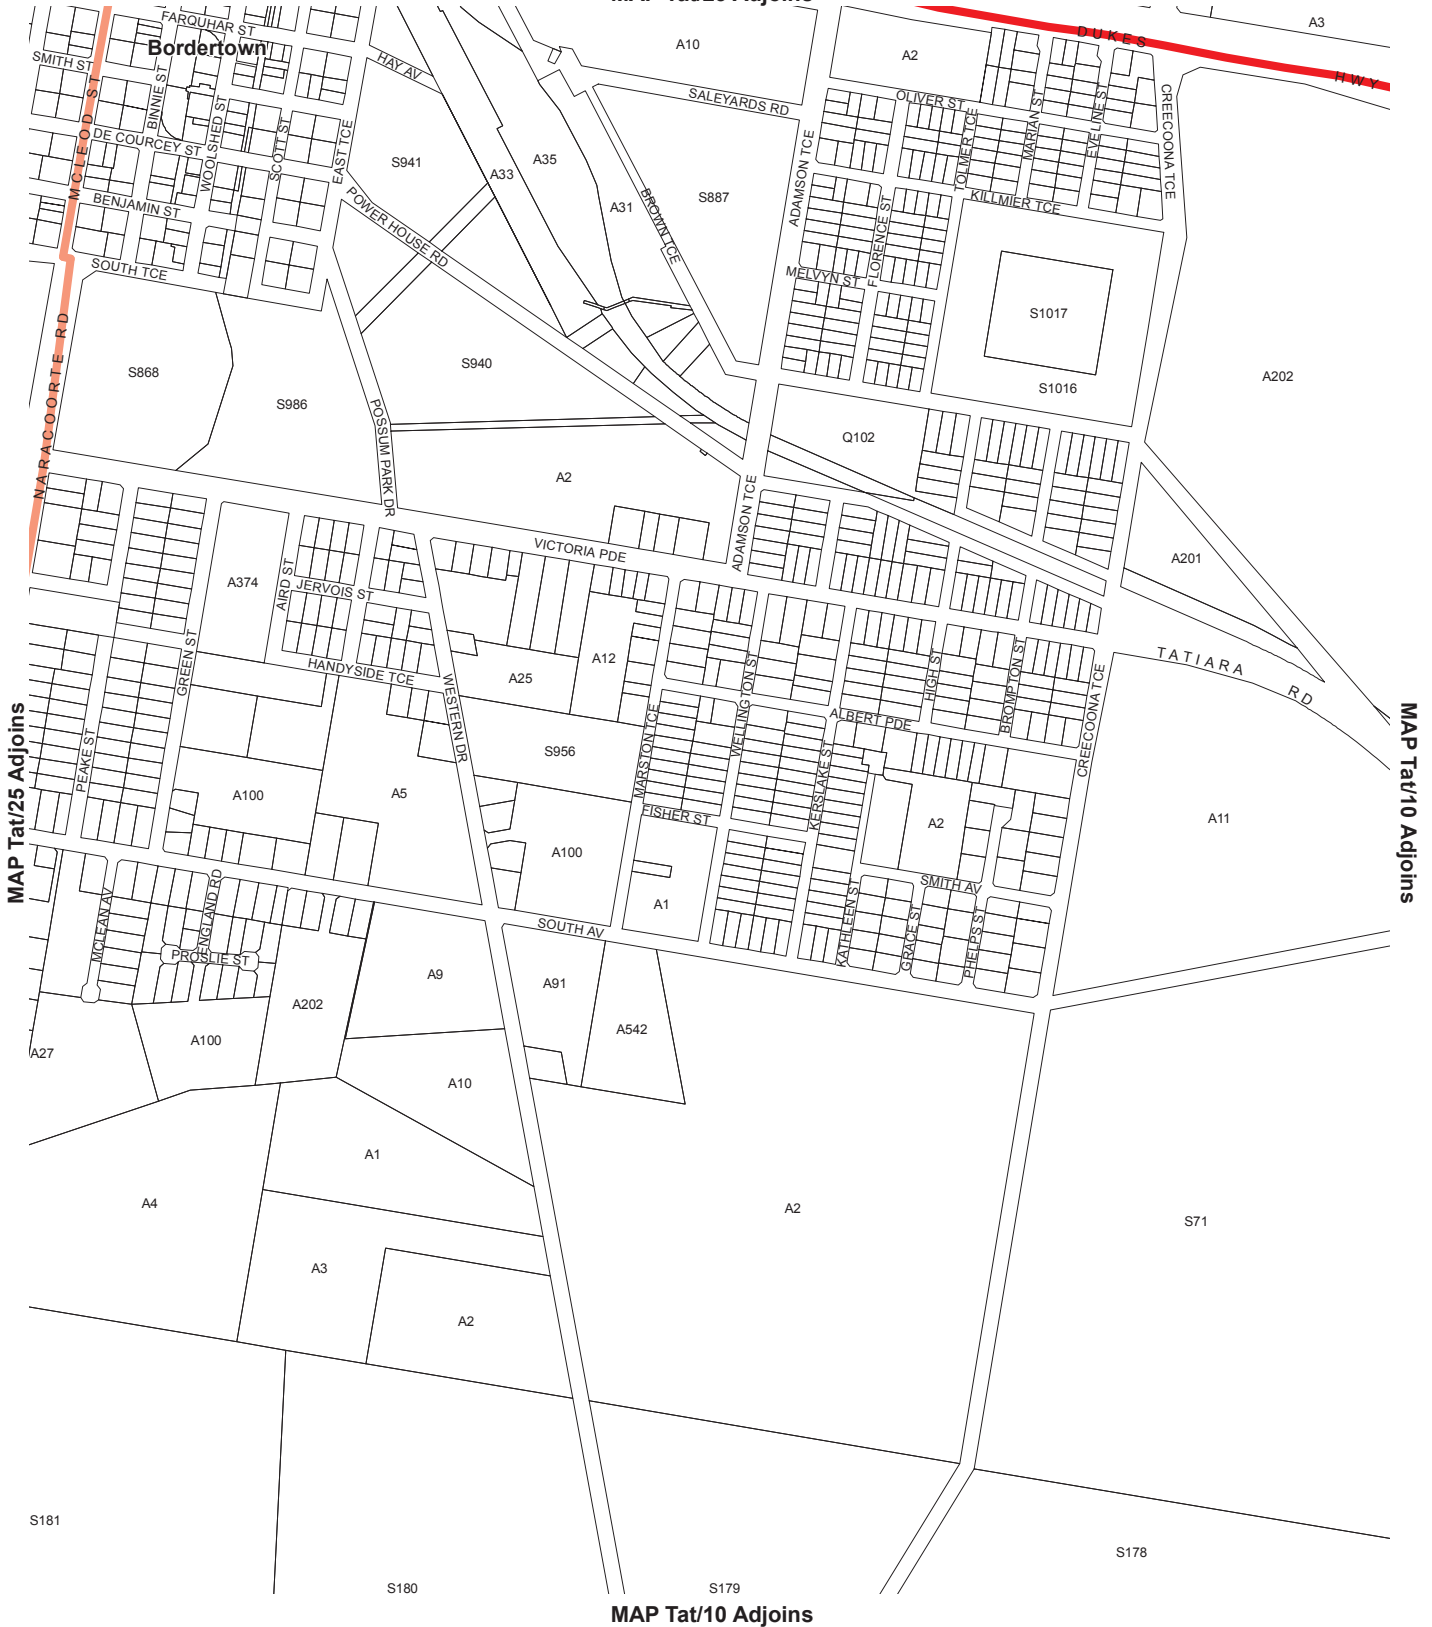 FARQUHAR ST
Bordertown
SMITH ST
BINNIE ST
HAY AV
A10
A2
DUKES
HWY
A3
MCLEOD ST
DE COURCEY ST
WOOLSHED ST
SCOTT ST
EAST TCE
S941
A33
A35
A31
BROWN TCE
SALEYARDS RD
S887
ADAMSON TCE
OLIVER ST
TOLMER TCE
MARIAN ST
EVELINE ST
CREECOONA TCE
BENJAMIN ST
POWER HOUSE RD
FLORENCE ST
KILLMIER TCE
SOUTH TCE
MELVYN ST
S1017
NARACOORTE RD
S868
S986
S940
POSSUM PARK DR
S1016
A202
Q102
A2
ADAMSON TCE
VICTORIA PDE
A201
A374
AIRD ST
JERVOIS ST
GREEN ST
HANDYSIDE TCE
A12
A25
WESTERN DR
MARSTON TCE
WELLINGTON ST
HIGH ST
BROMPTON ST
CREECOONA TCE
TATIARA
RD
ALBERT PDE
PEAKE ST
S956
MAP Tat/25 Adjoins
MAP Tat/10 Adjoins
A100
A5
FISHER ST
KERSLAKE ST
A2
A11
A100
A1
SMITH AV
MCLEAN AV
ENGLAND RD
PROSLIE ST
SOUTH AV
KATHLEEN ST
GRACE ST
PHELPS ST
A202
A9
A91
A542
A27
A100
A10
A1
A4
A2
S71
A3
A2
S181
S178
S180
S179
MAP Tat/10 Adjoins